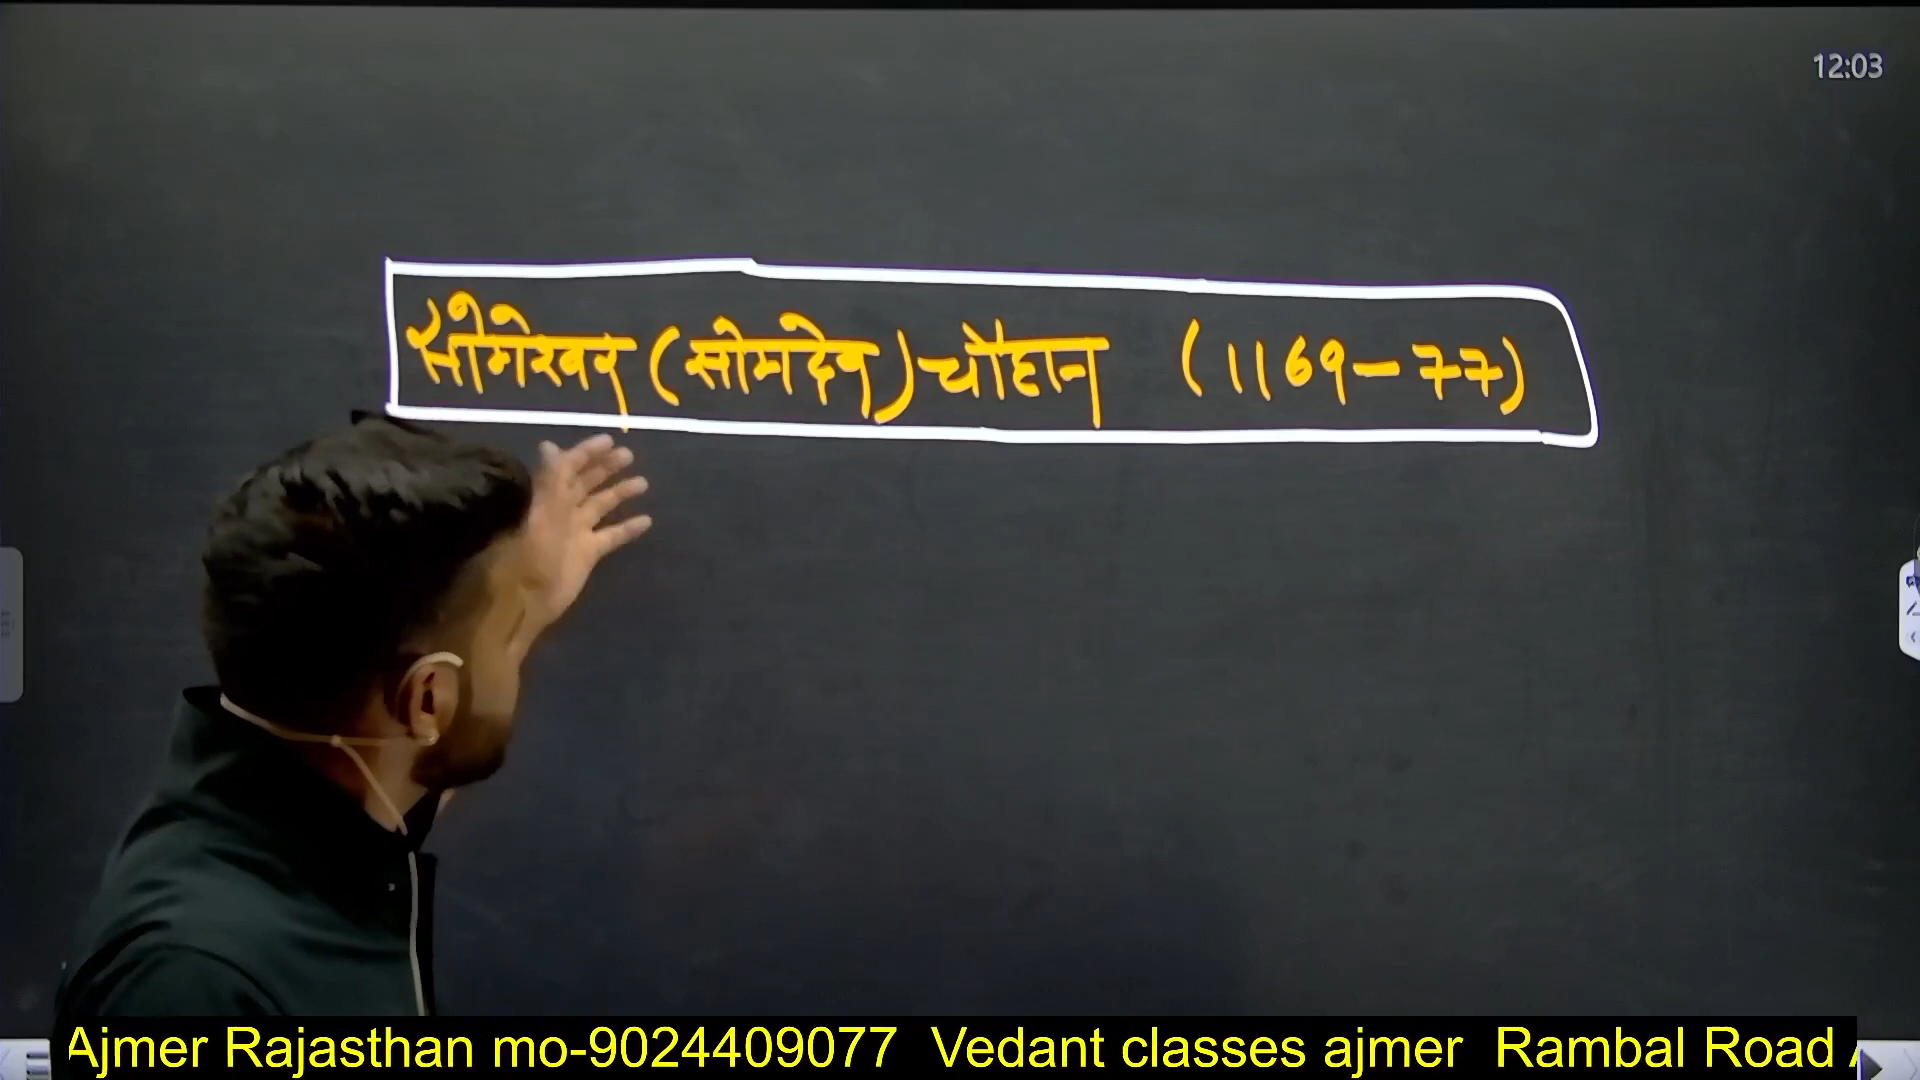 12:03
सोमेश्वर (सोमदेव) चौहान (1169-77)
Ajmer Rajasthan mo-9024409077 Vedant classes ajmer Rambal Road